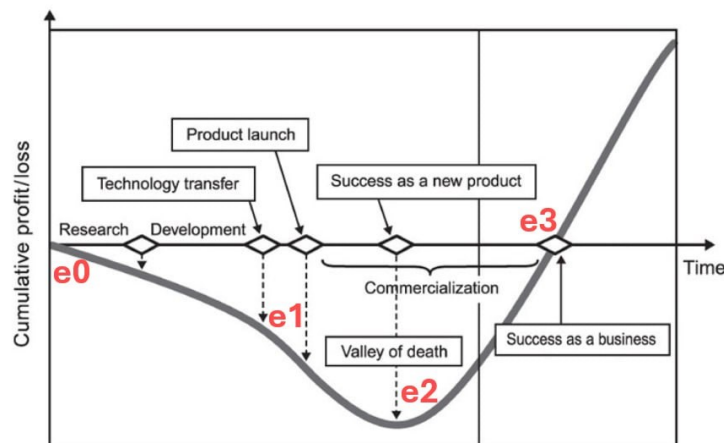 Cumulative profit/loss
Product launch
Technology transfer
Success as a new product
Research
Development
e0
e1
e2
e3
Time
Commercialization
Valley of death
Success as a business